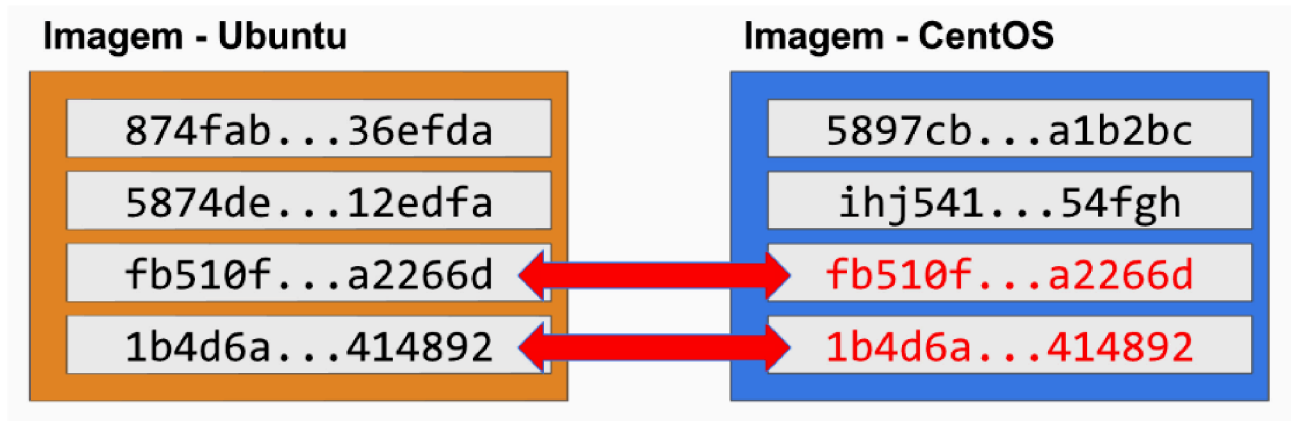 Imagem - Ubuntu
874fab...36efda
5874de...12edfa
fb510f...a2266d
1b4d6a...414892
Imagem - CentOS
5897cb...a1b2bc
ihj541...54fgh
fb510f...a2266d
1b4d6a...414892